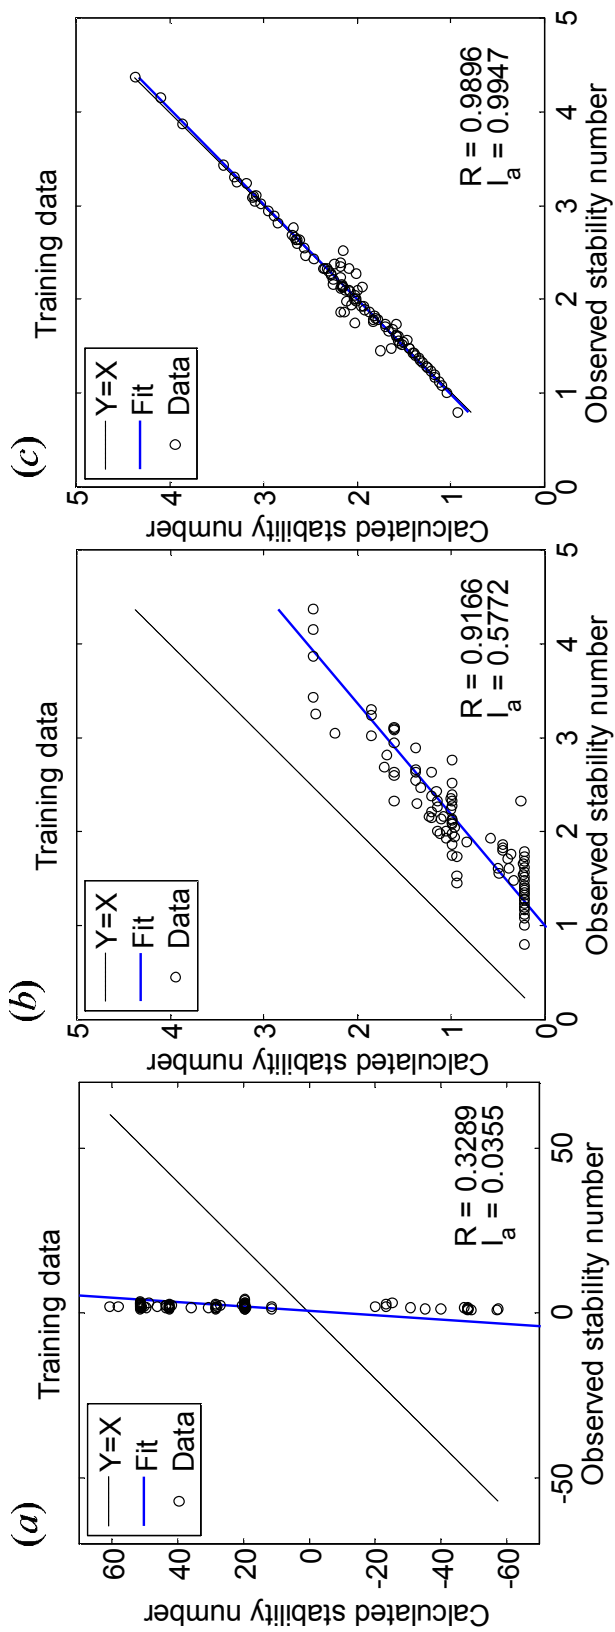 (a)
Training data
Y=X
Fit
Data
60
40
20
0
-20
-40
-60
Calculated stability number
R = 0.3289
Ia = 0.0355
-50
0
50
Observed stability number
(b)
Training data
Y=X
Fit
Data
5
4
3
2
1
0
Calculated stability number
R = 0.9166
Ia = 0.5772
0
1
2
3
4
5
Observed stability number
(c)
Training data
Y=X
Fit
Data
5
4
3
2
1
0
Calculated stability number
R = 0.9896
Ia = 0.9947
0
1
2
3
4
5
Observed stability number